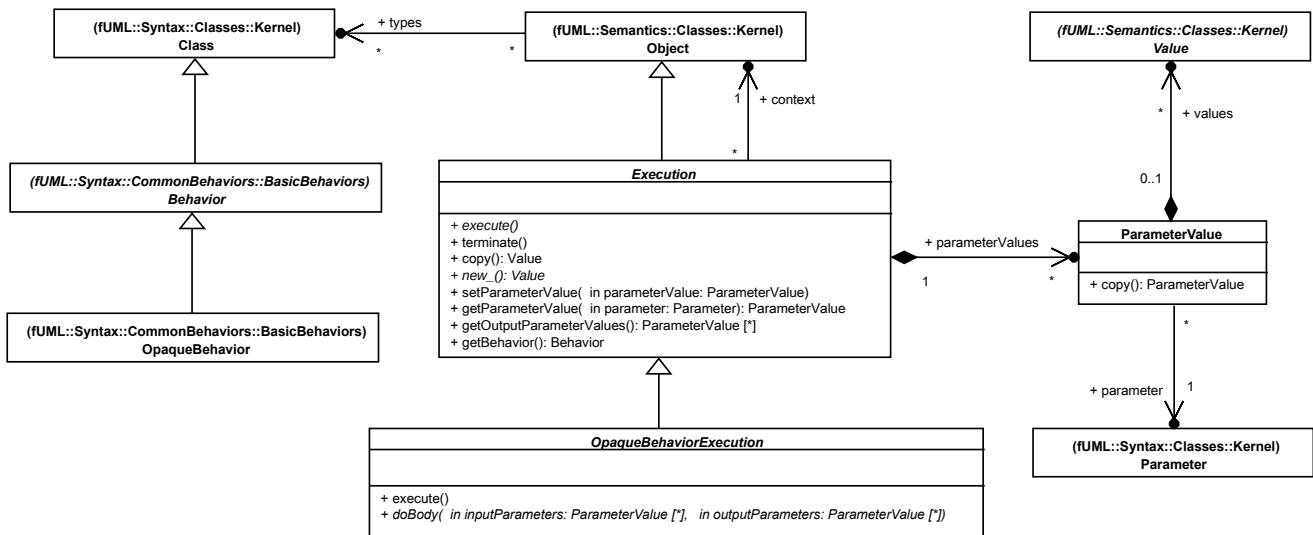 (fUML::Syntax::Classes::Kernel)
Class
+ types
*
*
(fUML::Semantics::Classes::Kernel)
Object
(fUML::Semantics::Classes::Kernel)
Value
1
+ context
*
*
+ values
0..1
(fUML::Syntax::CommonBehaviors::BasicBehaviors)
Behavior
Execution
+ execute()
+ terminate()
+ copy(): Value
+ new_(): Value
+ setParameterValue(  in parameterValue: ParameterValue)
+ getParameterValue(  in parameter: Parameter): ParameterValue
+ getOutputParameterValues(): ParameterValue [*]
+ getBehavior(): Behavior
+ parameterValues
1
*
ParameterValue
+ copy(): ParameterValue
(fUML::Syntax::CommonBehaviors::BasicBehaviors)
OpaqueBehavior
*
+ parameter
1
(fUML::Syntax::Classes::Kernel)
Parameter
OpaqueBehaviorExecution
+ execute()
+ doBody(  in inputParameters: ParameterValue [*],   in outputParameters: ParameterValue [*])